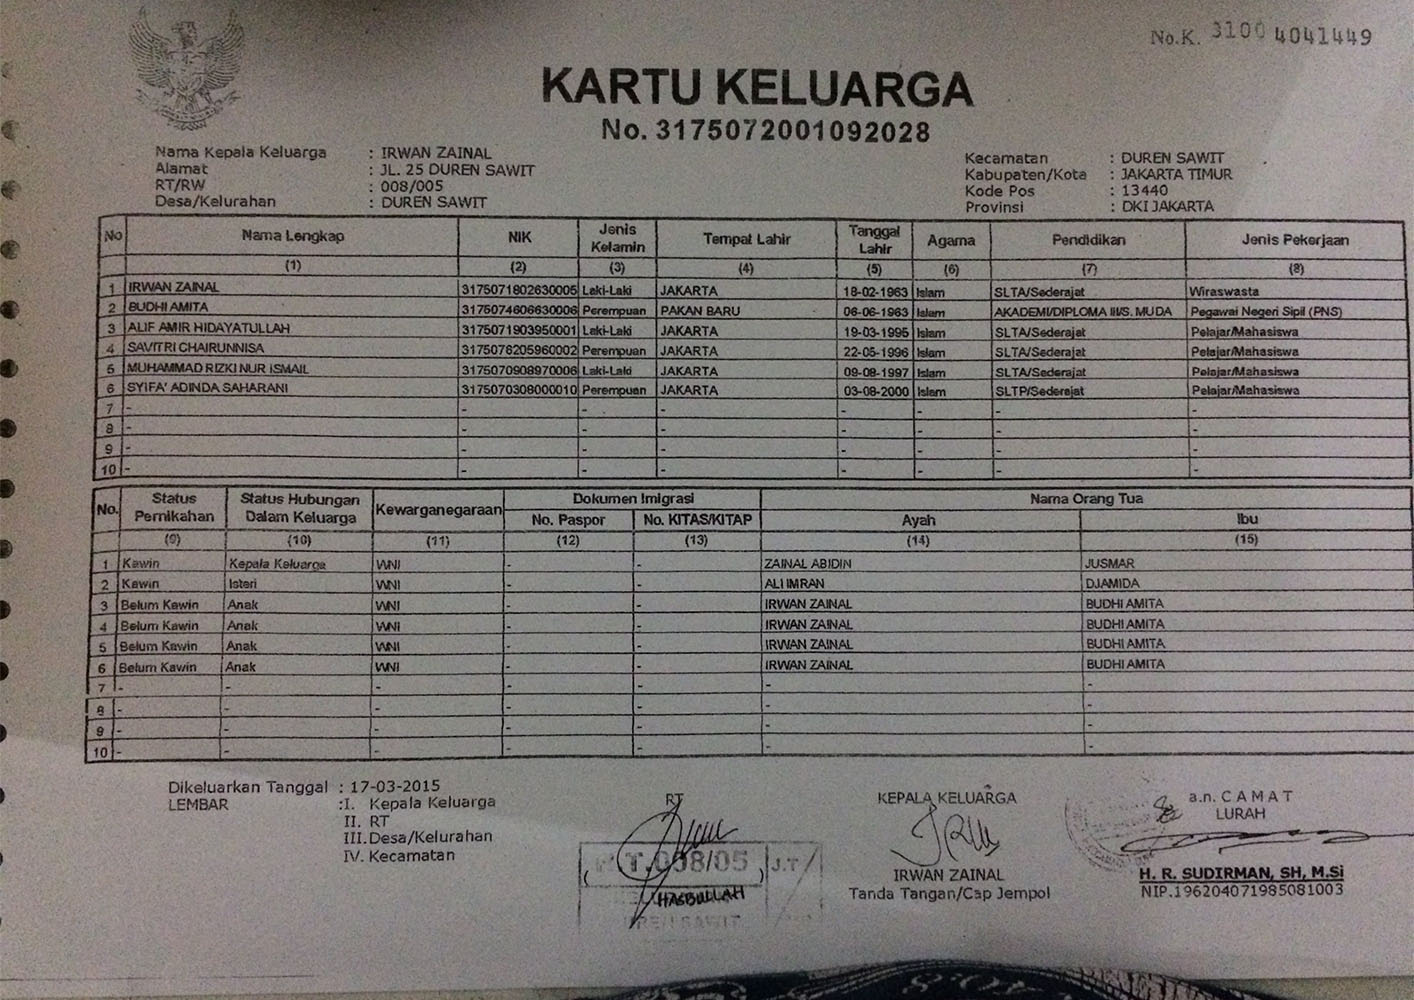 No.K. 3100 4041449
KARTU KELUARGA
No. 3175072001092028
Nama Kepala Keluarga : IRWAN ZAINAL
Alamat : JL. 25 DUREN SAWIT
RT/RW : 008/005
Desa/Kelurahan : DUREN SAWIT
Kecamatan : DUREN SAWIT
Kabupaten/Kota : JAKARTA TIMUR
Kode Pos : 13440
Provinsi : DKI JAKARTA
No Nama Lengkap NIK Jenis Kelamin Tempat Lahir Tanggal Lahir Agama Pendidikan Jenis Pekerjaan
(1) (2) (3) (4) (5) (6) (7) (8)
1 IRWAN ZAINAL 3175071802630005 Laki-Laki JAKARTA 18-02-1963 Islam SLTA/Sederajat Wiraswasta
2 BUDHI AMITA 3175074606630006 Perempuan PAKAN BARU 06-06-1963 Islam AKADEMI/DIPLOMA III/S. MUDA Pegawai Negeri Sipil (PNS)
3 ALIF AMIR HIDAYATULLAH 3175071903950001 Laki-Laki JAKARTA 19-03-1995 Islam SLTA/Sederajat Pelajar/Mahasiswa
4 SAVITRI CHAIRUNNISA 3175076205960002 Perempuan JAKARTA 22-05-1996 Islam SLTA/Sederajat Pelajar/Mahasiswa
5 MUHAMMAD RIZKI NUR ISMAIL 3175070908970006 Laki-Laki JAKARTA 09-08-1997 Islam SLTA/Sederajat Pelajar/Mahasiswa
6 SYIFA' ADINDA SAHARANI 3175070308000010 Perempuan JAKARTA 03-08-2000 Islam SLTP/Sederajat Pelajar/Mahasiswa
7 - - - - - - - -
8 - - - - - - - -
9 - - - - - - - -
10 - - - - - - - -
No. Status Pernikahan Status Hubungan Dalam Keluarga Kewarganegaraan Dokumen Imigrasi Nama Orang Tua
No. Paspor No. KITAS/KITAP Ayah Ibu
(9) (10) (11) (12) (13) (14) (15)
1 Kawin Kepala Keluarga WNI - - ZAINAL ABIDIN JUSMAR
2 Kawin Isteri WNI - - ALI IMRAN DJAMIDA
3 Belum Kawin Anak WNI - - IRWAN ZAINAL BUDHI AMITA
4 Belum Kawin Anak WNI - - IRWAN ZAINAL BUDHI AMITA
5 Belum Kawin Anak WNI - - IRWAN ZAINAL BUDHI AMITA
6 Belum Kawin Anak WNI - - IRWAN ZAINAL BUDHI AMITA
7 - - - - - - -
8 - - - - - - -
9 - - - - - - -
10 - - - - - - -
Dikeluarkan Tanggal : 17-03-2015
LEMBAR :I. Kepala Keluarga
II. RT
III. Desa/Kelurahan
IV. Kecamatan
RT
T.008/05 J.T
HASBULLAH
SAWIT
KEPALA KELUARGA
IRWAN ZAINAL
Tanda Tangan/Cap Jempol
a.n. C A M A T
LURAH
H. R. SUDIRMAN, SH, M.Si
NIP.196204071985081003